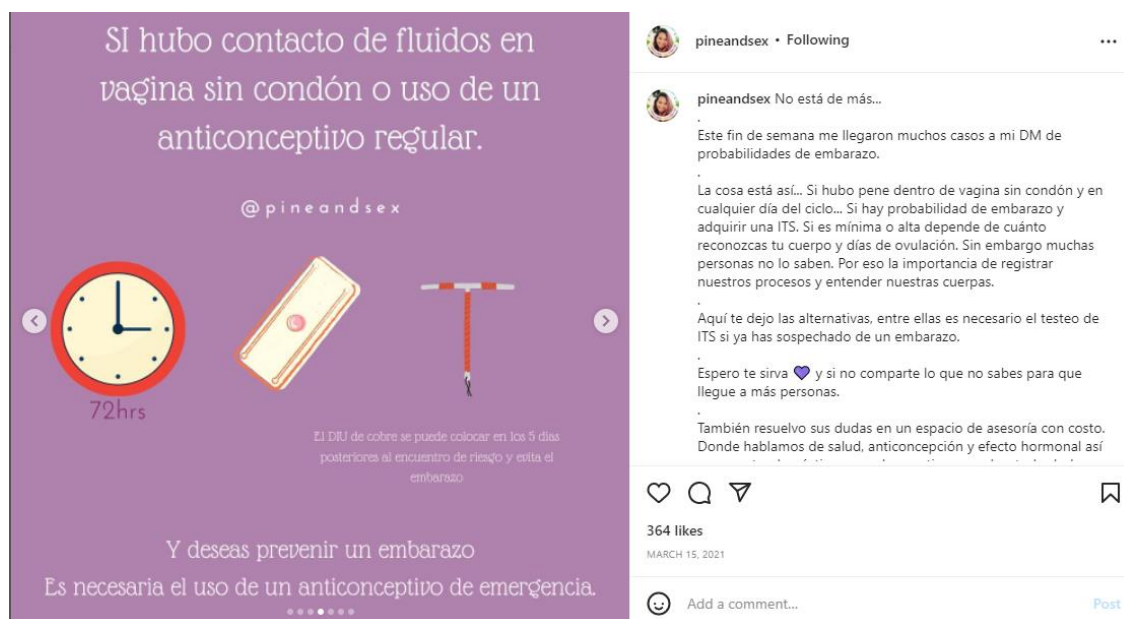 SI hubo contacto de fluidos en
vagina sin condón o uso de un
anticonceptivo regular.
@pineandsex
72hrs
El DIU de cobre se puede colocar en los 5 días
posteriores al encuentro de riesgo y evita el
embarazo
Y deseas prevenir un embarazo
Es necesaria el uso de un anticonceptivo de emergencia.
pineandsex • Following
pineandsex No está de más...
.
Este fin de semana me llegaron muchos casos a mi DM de
probabilidades de embarazo.
.
La cosa está así... Si hubo pene dentro de vagina sin condón y en
cualquier día del ciclo... Si hay probabilidad de embarazo y
adquirir una ITS. Si es mínima o alta depende de cuánto
reconozcas tu cuerpo y días de ovulación. Sin embargo muchas
personas no lo saben. Por eso la importancia de registrar
nuestros procesos y entender nuestras cuerpas.
.
Aquí te dejo las alternativas, entre ellas es necesario el testeo de
ITS si ya has sospechado de un embarazo.
.
Espero te sirva 💜 y si no comparte lo que no sabes para que
llegue a más personas.
.
También resuelvo sus dudas en un espacio de asesoría con costo.
Donde hablamos de salud, anticoncepción y efecto hormonal así
364 likes
MARCH 15, 2021
Add a comment...
Post